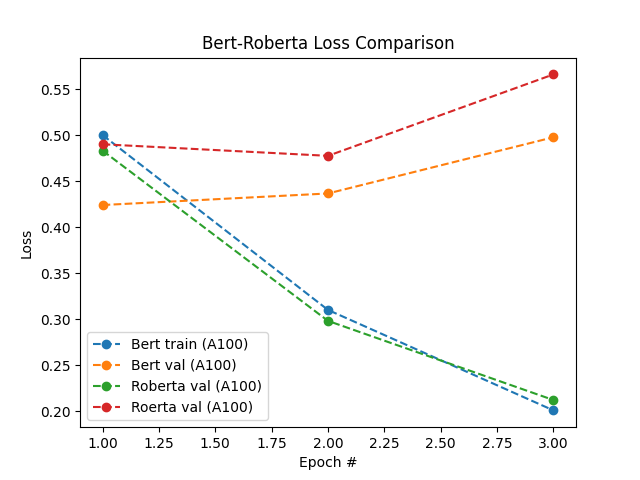 Bert-Roberta Loss Comparison
0.55
0.50
0.45
0.40
0.35
0.30
0.25
0.20
Loss
Bert train (A100)
Bert val (A100)
Roberta val (A100)
Roerta val (A100)
1.00 1.25 1.50 1.75 2.00 2.25 2.50 2.75 3.00
Epoch #